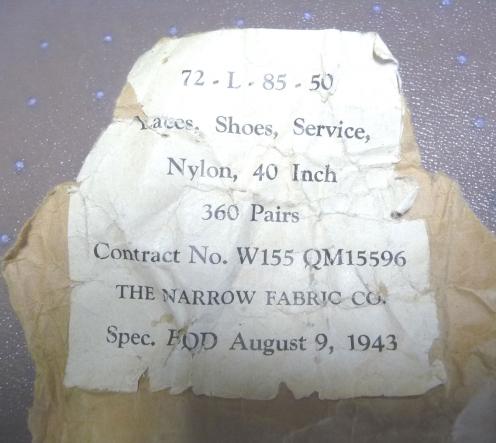 72 - L - 85 - 50
Laces, Shoes, Service,
Nylon, 40 Inch
360 Pairs
Contract No. W155 QM15596
THE NARROW FABRIC CO.
Spec. BQD August 9, 1943